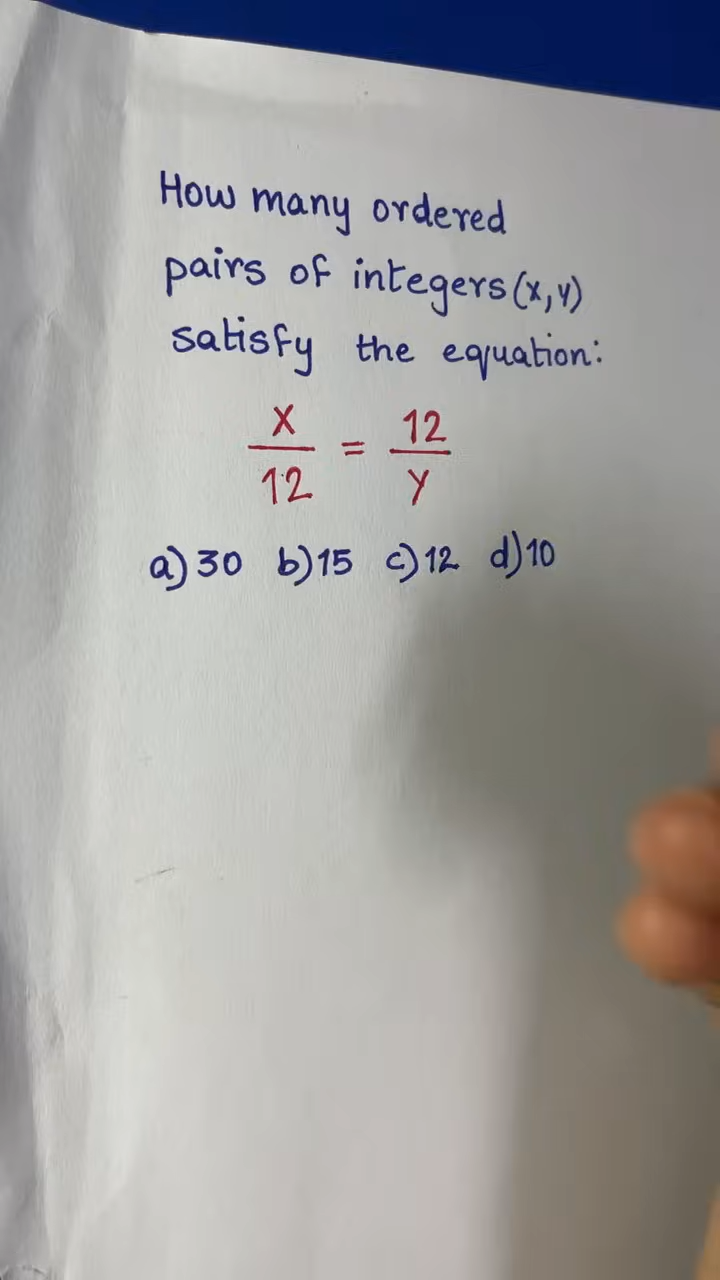 How many ordered
pairs of integers (x,y)
satisfy the equation:
x/12 = 12/y
a) 30 b) 15 c) 12 d) 10